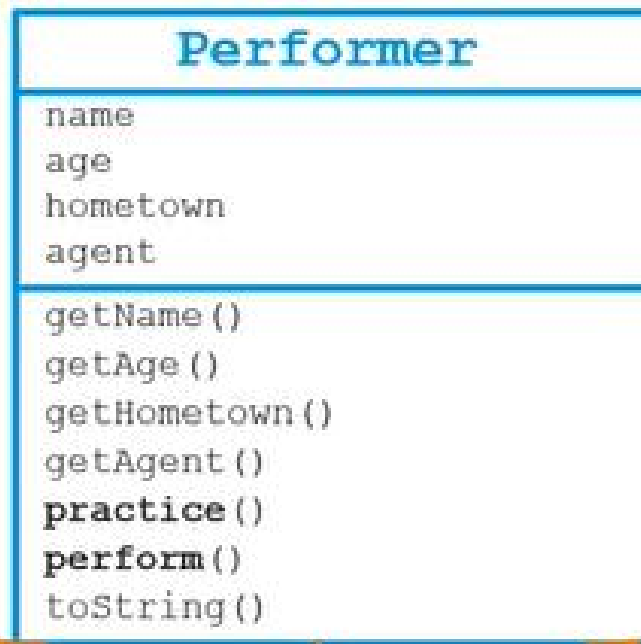 Performer
name
age
hometown
agent
getName()
getAge()
getHometown()
getAgent()
practice()
perform()
toString()